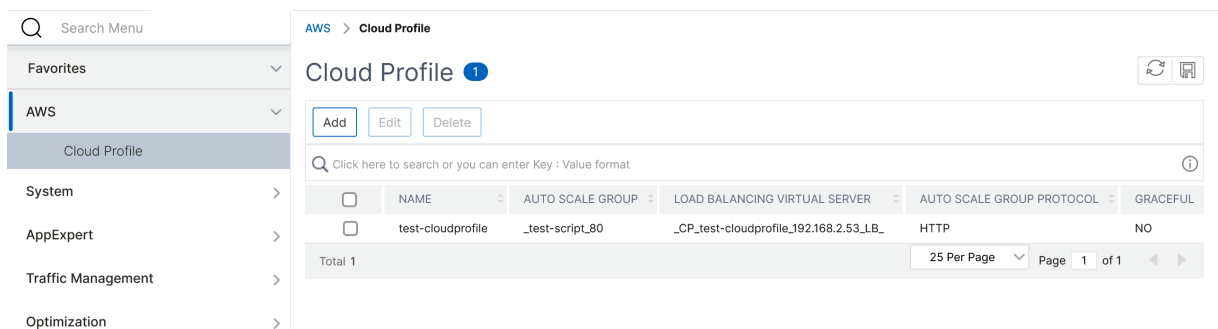 Search Menu
Favorites
AWS
Cloud Profile
System
AppExpert
Traffic Management
Optimization
AWS > Cloud Profile
Cloud Profile 1
Add Edit Delete
Click here to search or you can enter Key : Value format
NAME AUTO SCALE GROUP LOAD BALANCING VIRTUAL SERVER AUTO SCALE GROUP PROTOCOL GRACEFUL
test-cloudprofile _test-script_80 _CP_test-cloudprofile_192.168.2.53_LB_ HTTP NO
Total 1 25 Per Page Page 1 of 1